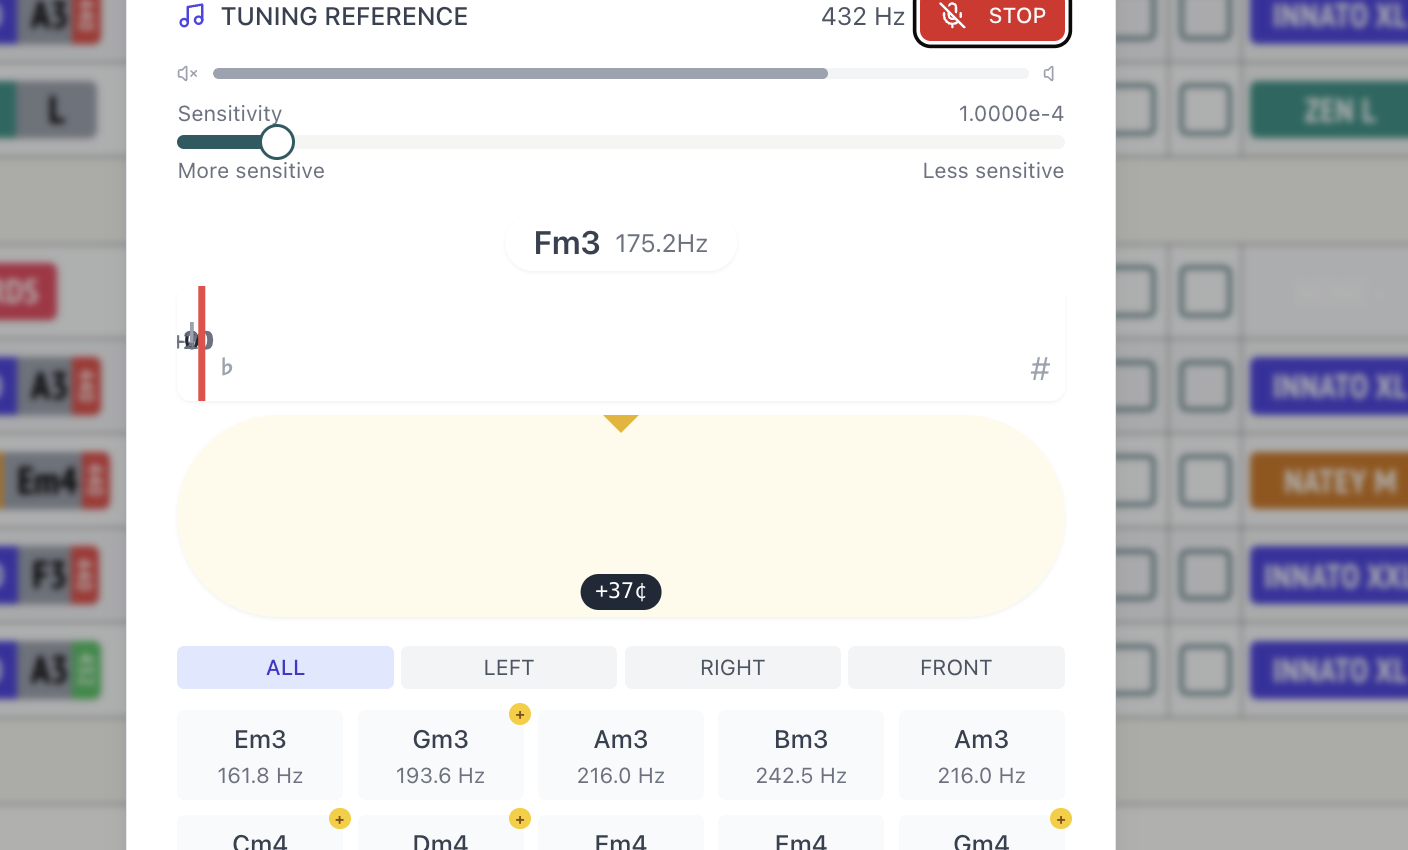 TUNING REFERENCE
432 Hz
STOP
Sensitivity
1.0000e-4
More sensitive
Less sensitive
Fm3 175.2Hz
♭
#
+37¢
ALL
LEFT
RIGHT
FRONT
Em3
Gm3
Am3
Bm3
Am3
161.8 Hz
193.6 Hz
216.0 Hz
242.5 Hz
216.0 Hz
Cm4
Dm4
Gm4
A3
L
RDS
A3
Em4
F3
A3
INNATO XL
ZEN L
INNATO XL
NATEY M
INNATO XXL
INNATO XL